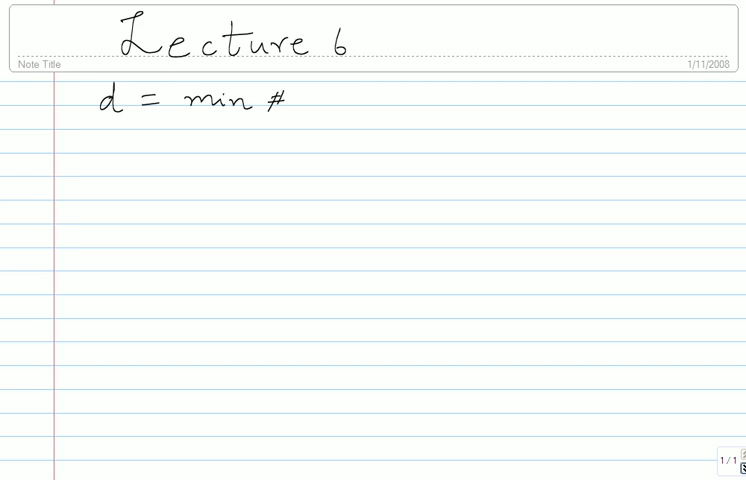 Lecture 6
Note Title
1/11/2008
d = min #
1 / 1